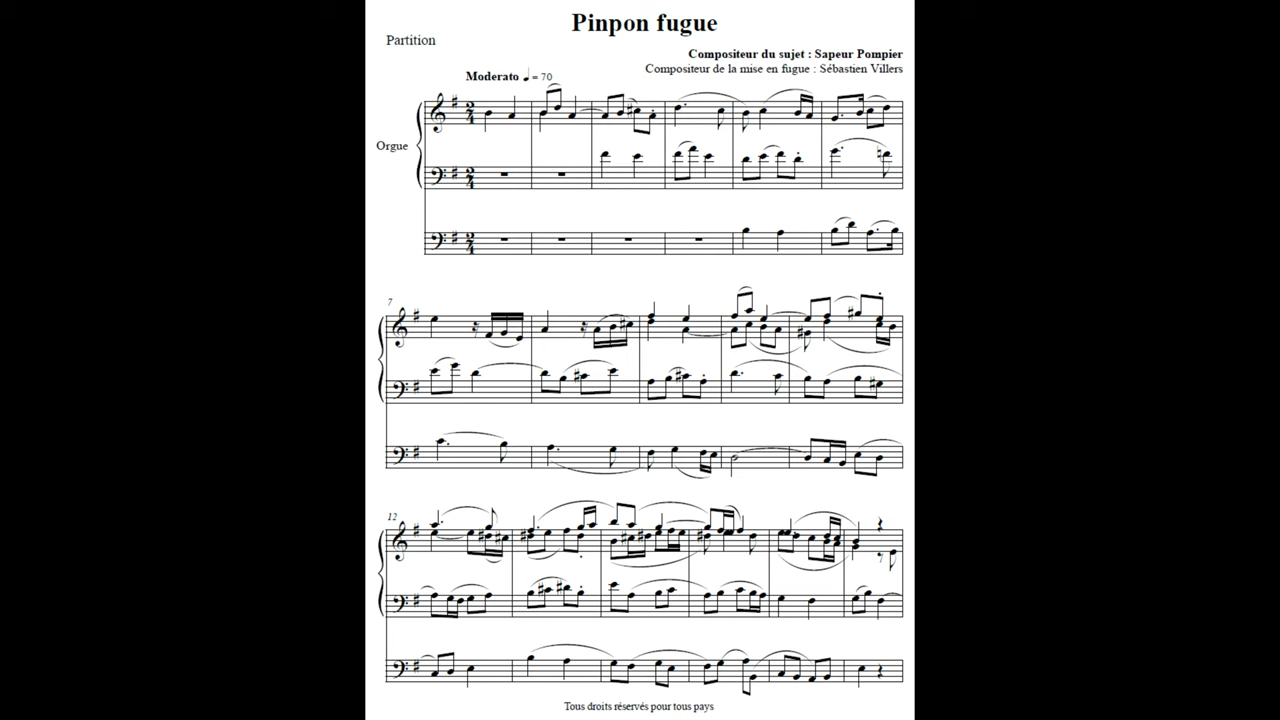 Pinpon fugue
Partition
Compositeur du sujet : Sapeur Pompier
Compositeur de la mise en fugue : Sébastien Villers
Moderato ♩ = 70
Orgue
7
12
Tous droits réservés pour tous pays